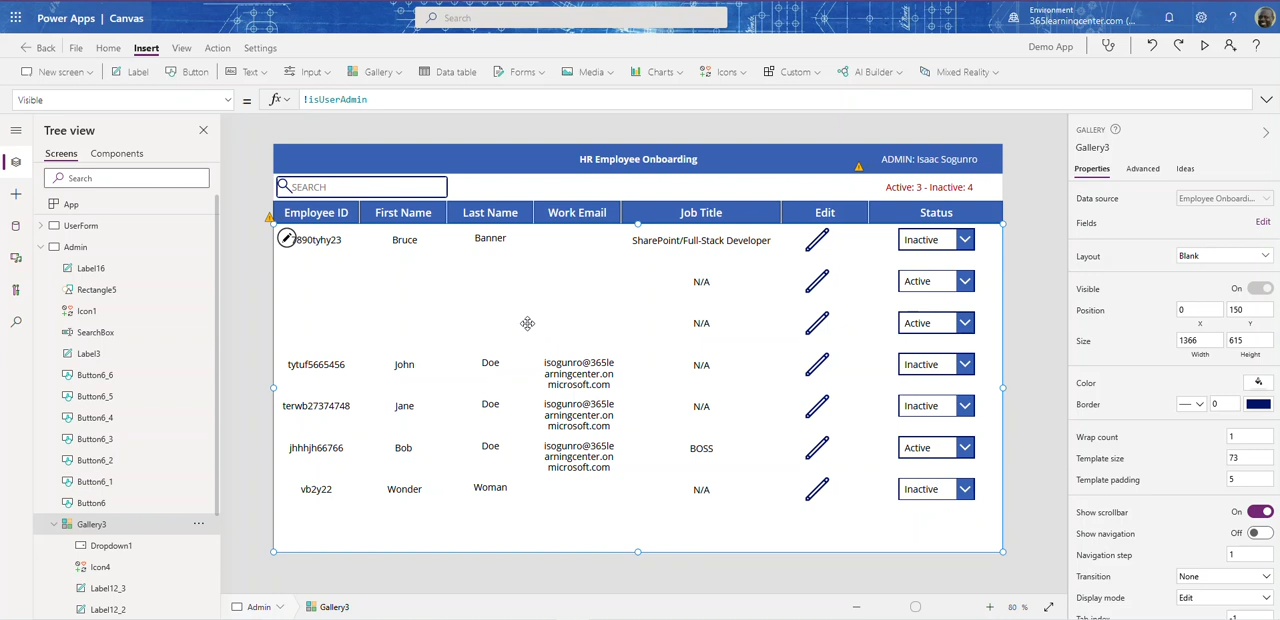 Power Apps | Canvas
Search
Environment
365learningcenter.com (...
Back File Home Insert View Action Settings
Demo App
New screen Label Button Text Input Gallery Data table Forms Media Charts Icons Custom AI Builder Mixed Reality
Visible = fx !isUserAdmin
Tree view
Screens Components
Search
App
UserForm
Admin
Label16
Rectangle5
Icon1
SearchBox
Label3
Button6_6
Button6_5
Button6_4
Button6_3
Button6_2
Button6_1
Button6
Gallery3 ...
Dropdown1
Icon4
Label12_3
Label12_2
HR Employee Onboarding
ADMIN: Isaac Sogunro
SEARCH
Active: 3 - Inactive: 4
Employee ID First Name Last Name Work Email Job Title Edit Status
7890tyhy23 Bruce Banner SharePoint/Full-Stack Developer Inactive
N/A Active
N/A Active
tytuf5665456 John Doe isogunro@365le N/A Inactive
arningcenter.on
microsoft.com
terwb27374748 Jane Doe isogunro@365le N/A Inactive
arningcenter.on
microsoft.com
jhhhjh66766 Bob Doe isogunro@365le BOSS Active
arningcenter.on
microsoft.com
vb2y22 Wonder Woman N/A Inactive
Admin Gallery3
80 %
GALLERY
Gallery3
Properties Advanced Ideas
Data source Employee Onboardi...
Fields Edit
Layout Blank
Visible On
Position 0 150
X Y
Size 1366 615
Width Height
Color
Border 0
Wrap count 1
Template size 73
Template padding 5
Show scrollbar On
Show navigation Off
Navigation step 1
Transition None
Display mode Edit
Tab index -1